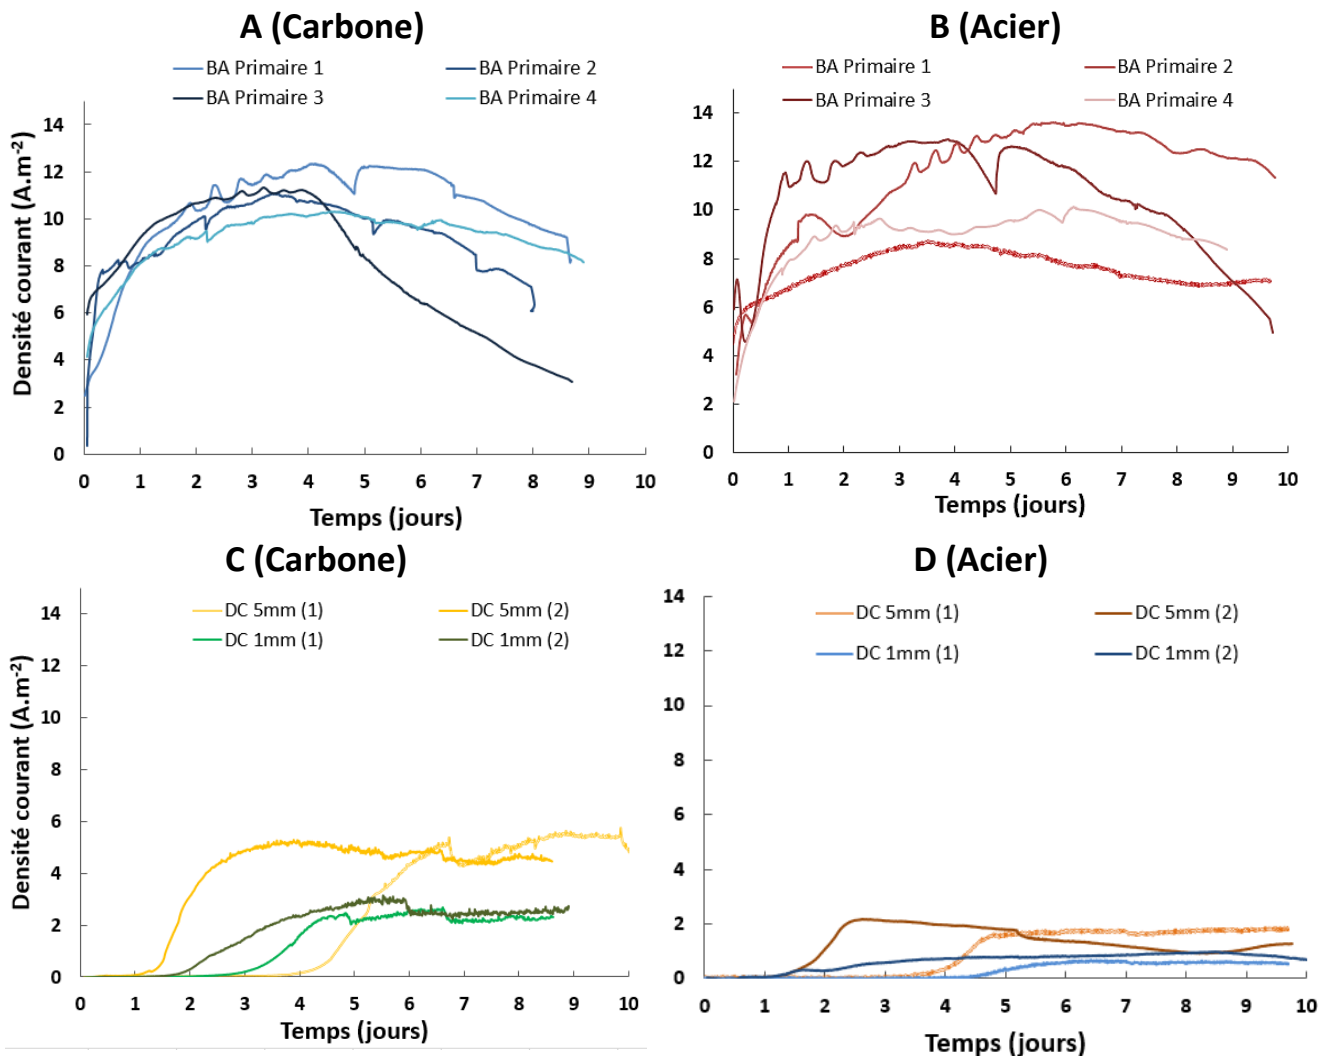 A (Carbone)
BA Primaire 1
BA Primaire 2
BA Primaire 3
BA Primaire 4
Densité courant (A.m-2)
14
12
10
8
6
4
2
0
0 1 2 3 4 5 6 7 8 9 10
Temps (jours)
B (Acier)
BA Primaire 1
BA Primaire 2
BA Primaire 3
BA Primaire 4
14
12
10
8
6
4
2
0
0 1 2 3 4 5 6 7 8 9 10
Temps (jours)
C (Carbone)
DC 5mm (1)
DC 5mm (2)
DC 1mm (1)
DC 1mm (2)
Densité courant (A.m-2)
14
12
10
8
6
4
2
0
0 1 2 3 4 5 6 7 8 9 10
Temps (jours)
D (Acier)
DC 5mm (1)
DC 5mm (2)
DC 1mm (1)
DC 1mm (2)
14
12
10
8
6
4
2
0
0 1 2 3 4 5 6 7 8 9 10
Temps (jours)